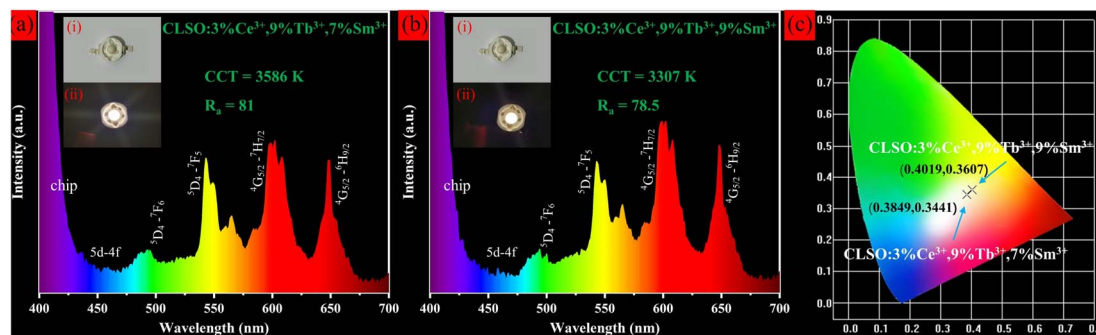 (a)
(i)
(ii)
CLSO:3%Ce³⁺,9%Tb³⁺,7%Sm³⁺
CCT = 3586 K
Rₐ = 81
chip
5d-4f
⁵D₄ -⁷F₆
⁵D₄ -⁷F₅
⁴G₅/₂ -⁷H₇/₂
⁴G₅/₂ -⁶H₉/₂
Intensity (a.u.)
400 450 500 550 600 650 700
Wavelength (nm)
(b)
(i)
(ii)
CLSO:3%Ce³⁺,9%Tb³⁺,9%Sm³⁺
CCT = 3307 K
Rₐ = 78.5
chip
5d-4f
⁵D₄ -⁷F₆
⁵D₄ -⁷F₅
⁴G₅/₂ -⁷H₇/₂
⁴G₅/₂ -⁶H₉/₂
Intensity (a.u.)
400 450 500 550 600 650 700
Wavelength (nm)
(c)
0.9
0.8
0.7
0.6
0.5
0.4
0.3
0.2
0.1
0.0
CLSO:3%Ce³⁺,9%Tb³⁺,9%Sm³⁺
(0.4019,0.3607)
(0.3849,0.3441)
CLSO:3%Ce³⁺,9%Tb³⁺,7%Sm³⁺
0.0 0.1 0.2 0.3 0.4 0.5 0.6 0.7 0.8